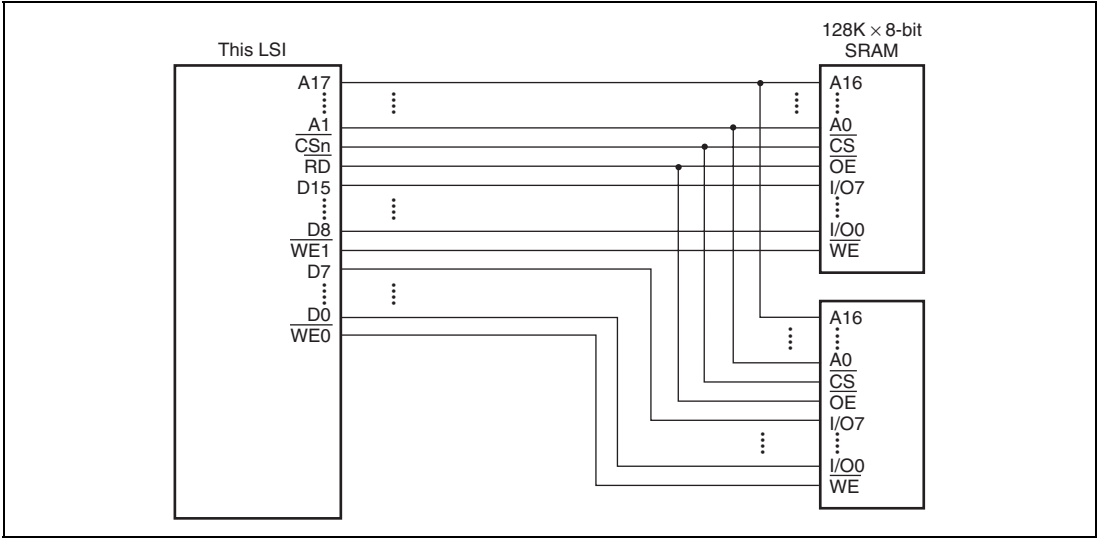 This LSI
A17
A1
CSn
RD
D15
D8
WE1
D7
D0
WE0
128K × 8-bit
SRAM
A16
A0
CS
OE
I/O7
I/O0
WE
A16
A0
CS
OE
I/O7
I/O0
WE